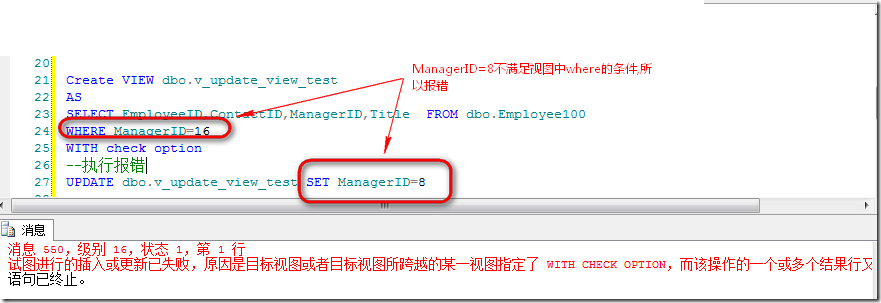 ManagerID=8不满足视图中where的条件,所
以报错
20
21 Create VIEW dbo.v_update_view_test
22 AS
23 SELECT EmployeeID,ContactID,ManagerID,Title FROM dbo.Employee100
24 WHERE ManagerID=16
25 WITH check option
26 --执行报错
27 UPDATE dbo.v_update_view_test SET ManagerID=8
消息
消息 550，级别 16，状态 1，第 1 行
试图进行的插入或更新已失败，原因是目标视图或者目标视图所跨越的某一视图指定了 WITH CHECK OPTION，而该操作的一个或多个结果行又
语句已终止。